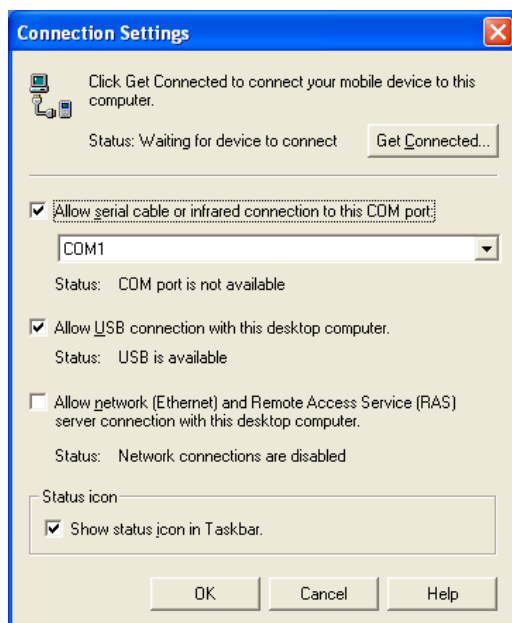 Connection Settings
Click Get Connected to connect your mobile device to this
computer.
Status: Waiting for device to connect
Get Connected...
Allow serial cable or infrared connection to this COM port:
COM1
Status: COM port is not available
Allow USB connection with this desktop computer.
Status: USB is available
Allow network (Ethernet) and Remote Access Service (RAS)
server connection with this desktop computer.
Status: Network connections are disabled
Status icon
Show status icon in Taskbar.
OK Cancel Help